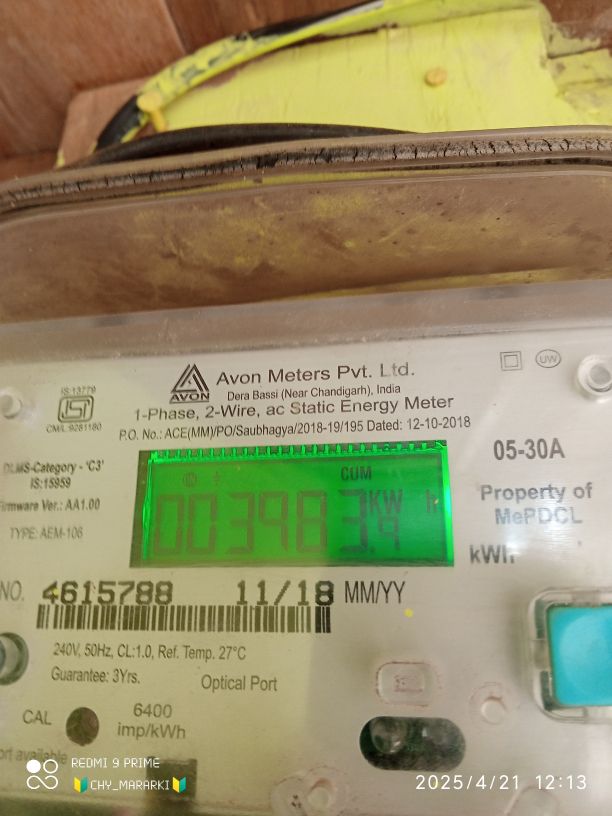 AVON
Avon Meters Pvt. Ltd.
Dera Bassi (Near Chandigarh), India
1-Phase, 2-Wire, ac Static Energy Meter
P.O. No.: ACE(MM)/PO/Saubhagya/2018-19/195 Dated: 12-10-2018
UW
IS:13779
ISI
CM/L:9281180
DLMS-Category - 'C3'
IS:15959
Firmware Ver.: AA1.00
TYPE: AEM-106
CUM
003983.4 KW h
05-30A
Property of
MePDCL
kWh
NO. 4615788 11/18 MM/YY
240V, 50Hz, CL:1.0, Ref. Temp. 27°C
Guarantee: 3Yrs.
Optical Port
CAL
6400
imp/kWh
available
REDMI 9 PRIME
CHY_MARARKI
2025/4/21 12:13